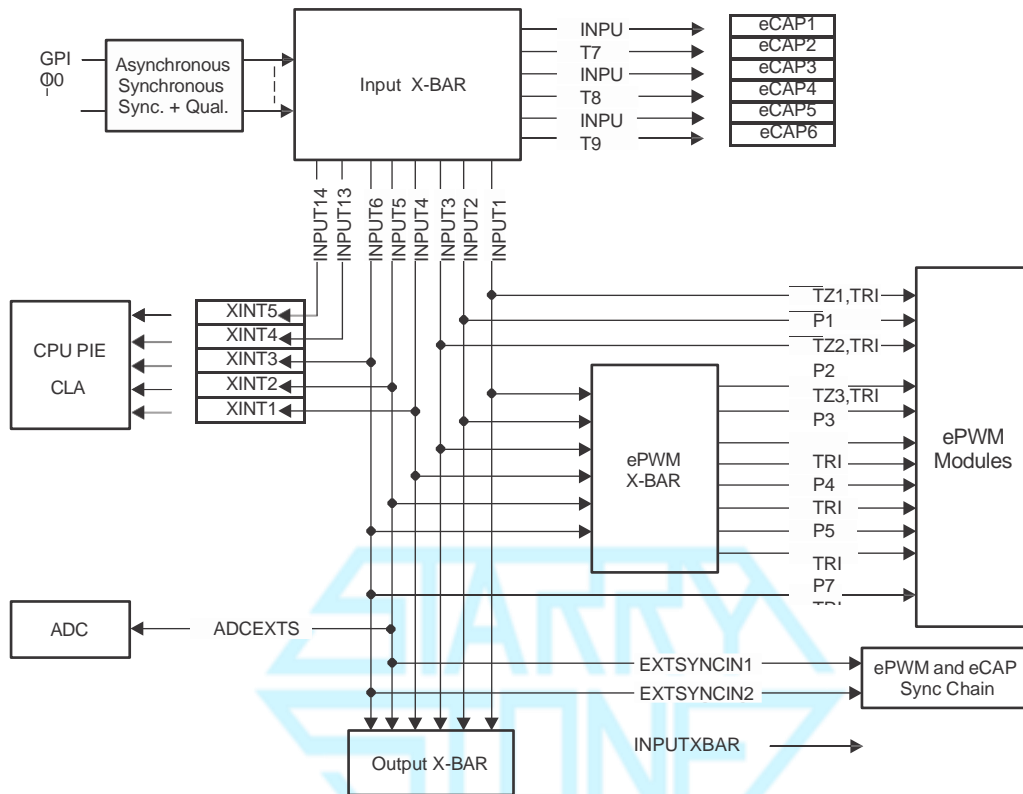 GPI
O0
Asynchronous
Synchronous
Sync. + Qual.
Input X-BAR
INPU
T7
INPU
T8
INPU
T9
eCAP1
eCAP2
eCAP3
eCAP4
eCAP5
eCAP6
INPUT14
INPUT13
INPUT6
INPUT5
INPUT4
INPUT3
INPUT2
INPUT1
CPU PIE
CLA
XINT5
XINT4
XINT3
XINT2
XINT1
TZ1,TRI
P1
TZ2,TRI
P2
TZ3,TRI
P3
TRI
P4
TRI
P5
TRI
P7
TRI
ePWM
X-BAR
ePWM
Modules
ADC
ADCEXTS
EXTSYNCIN1
EXTSYNCIN2
ePWM and eCAP
Sync Chain
INPUTXBAR
Output X-BAR
STARRY
STONE